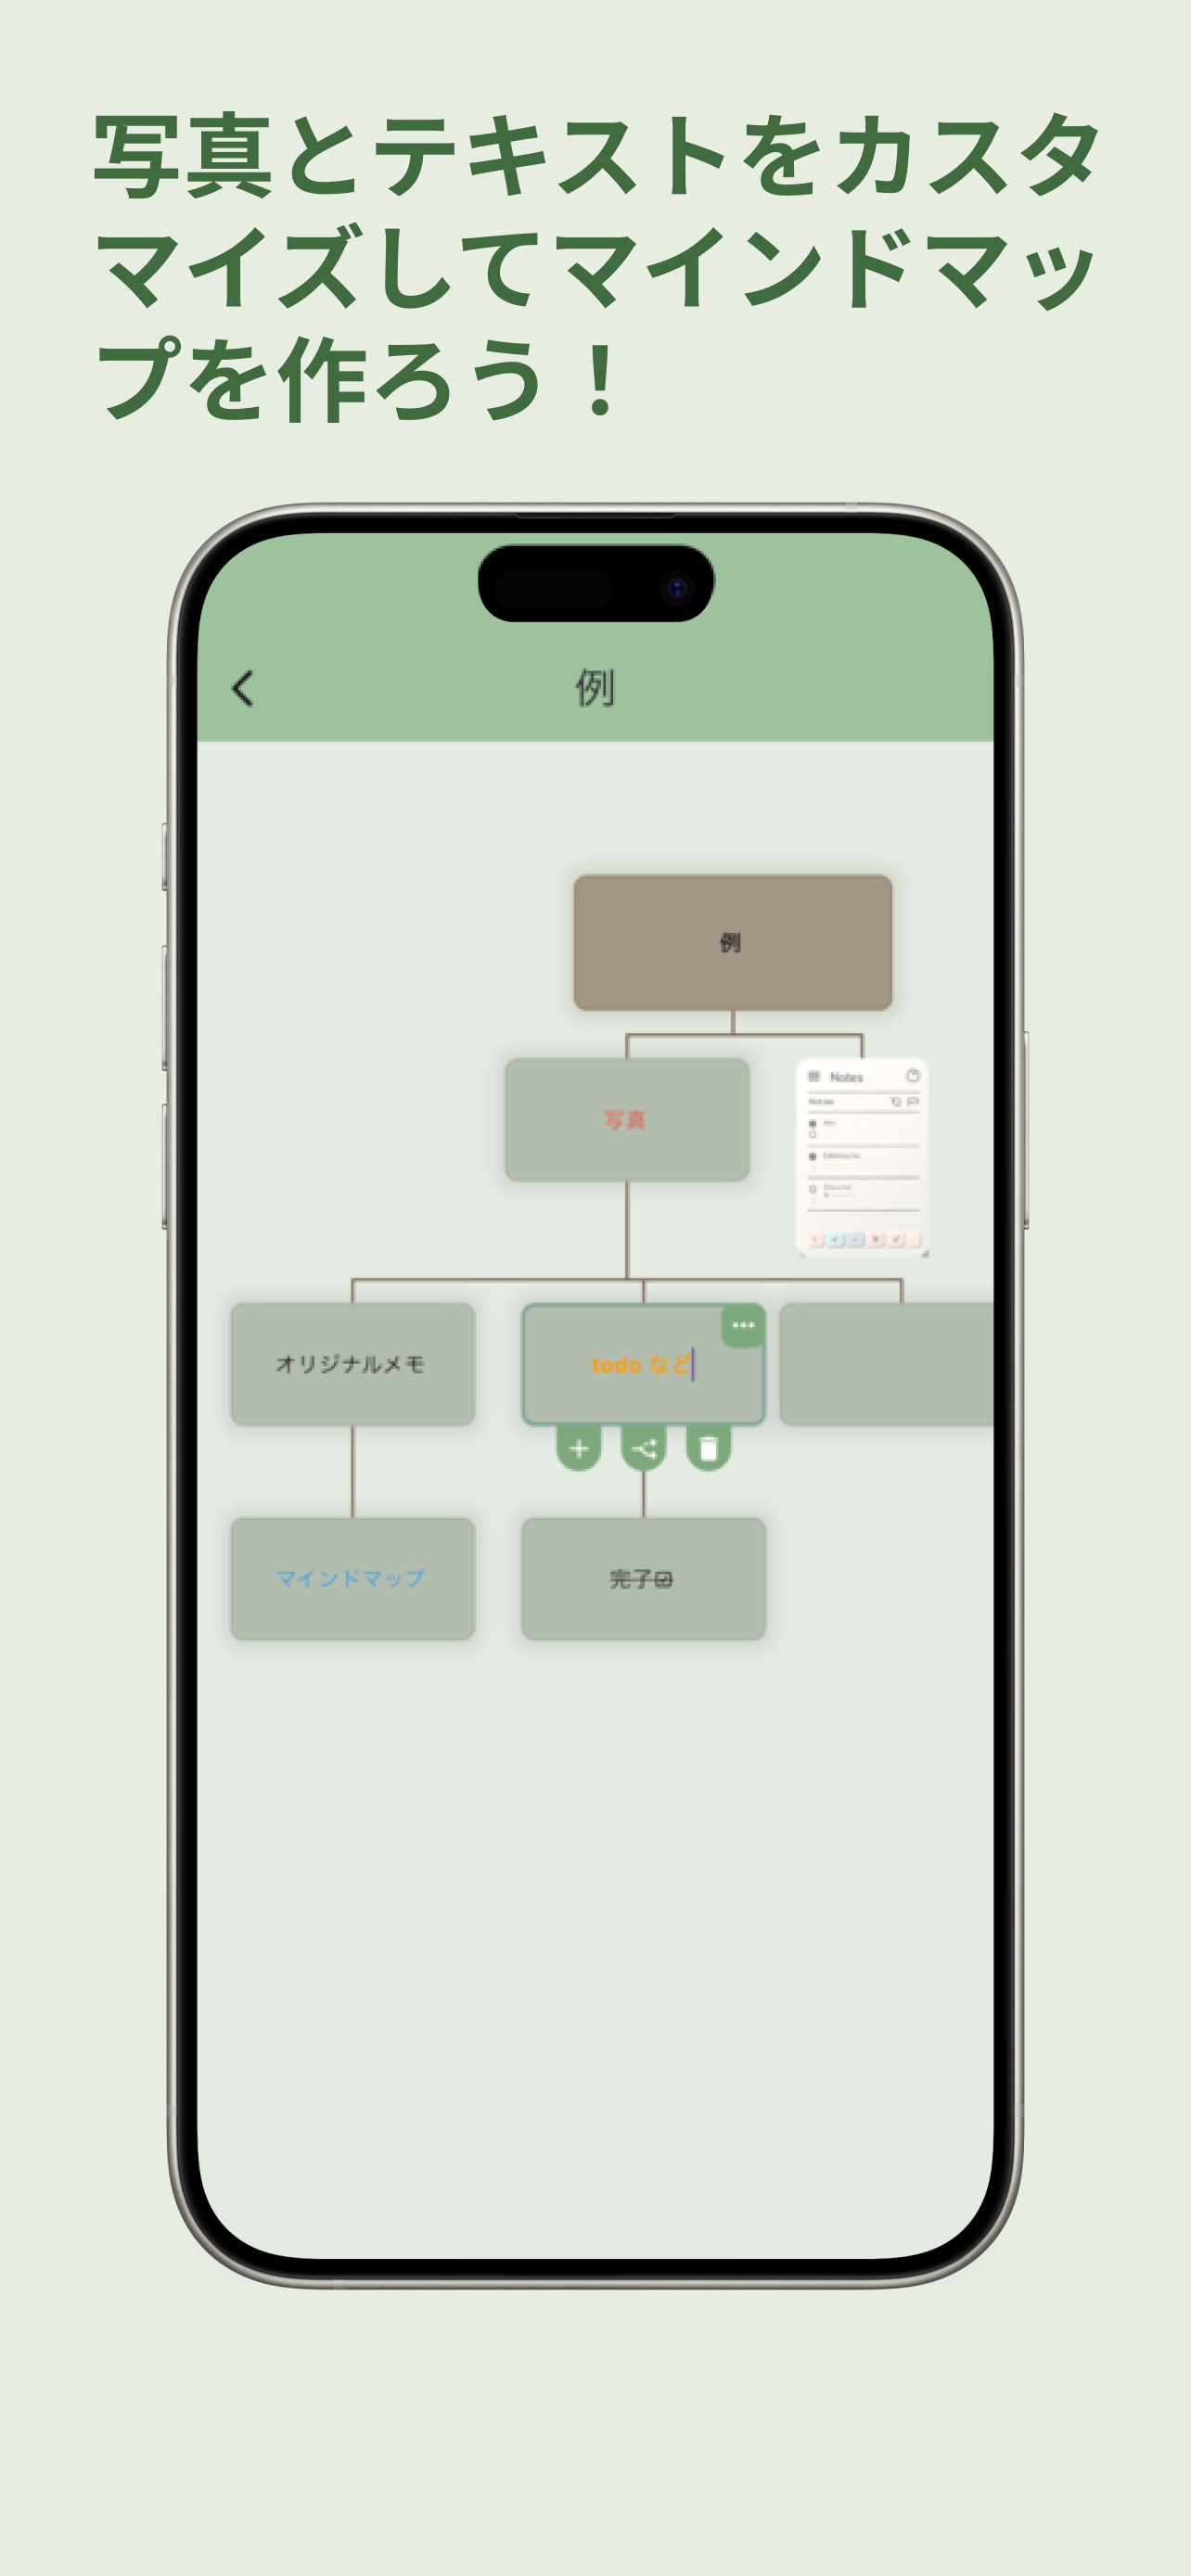 写真とテキストをカスタ
マイズしてマインドマッ
プを作ろう！
例
例
写真
Notes
Notes
オリジナルメモ
todo など
マインドマップ
完了☑